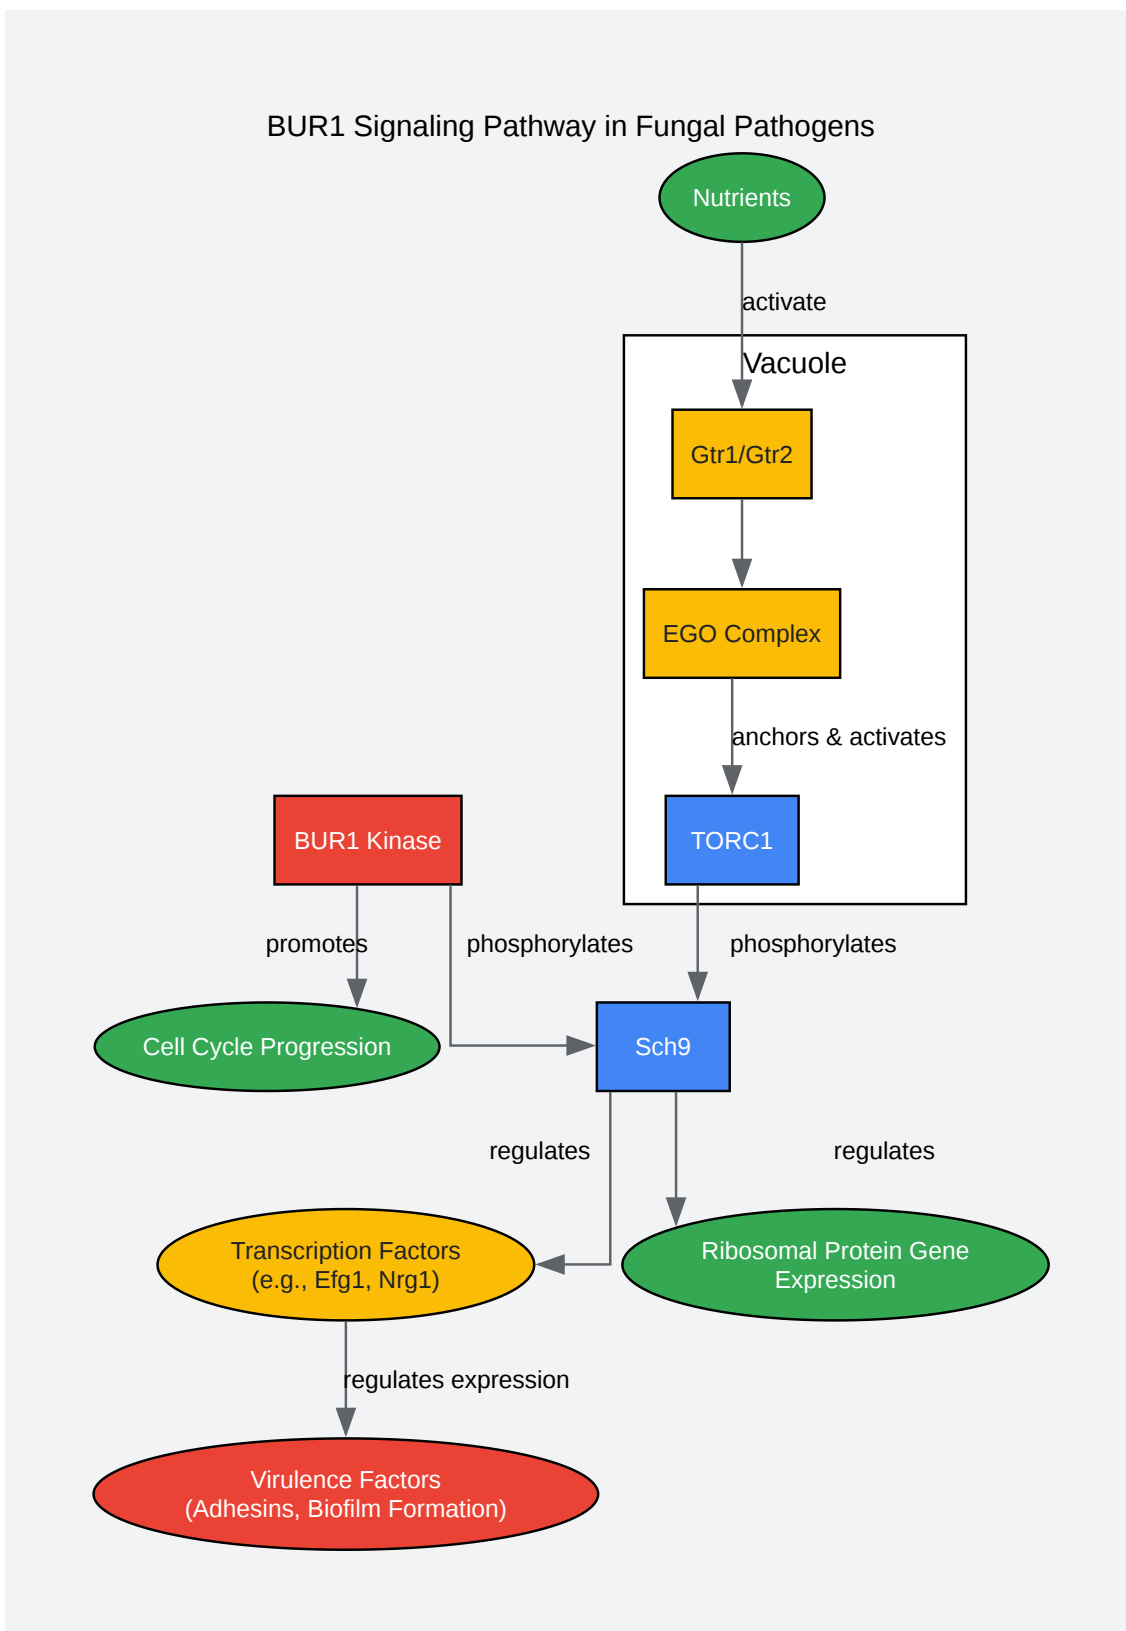 BUR1 Signaling Pathway in Fungal Pathogens
Nutrients
activate
Vacuole
Gtr1/Gtr2
EGO Complex
anchors & activates
BUR1 Kinase
TORC1
promotes
phosphorylates
phosphorylates
Cell Cycle Progression
Sch9
regulates
regulates
Transcription Factors
(e.g., Efg1, Nrg1)
Ribosomal Protein Gene
Expression
regulates expression
Virulence Factors
(Adhesins, Biofilm Formation)